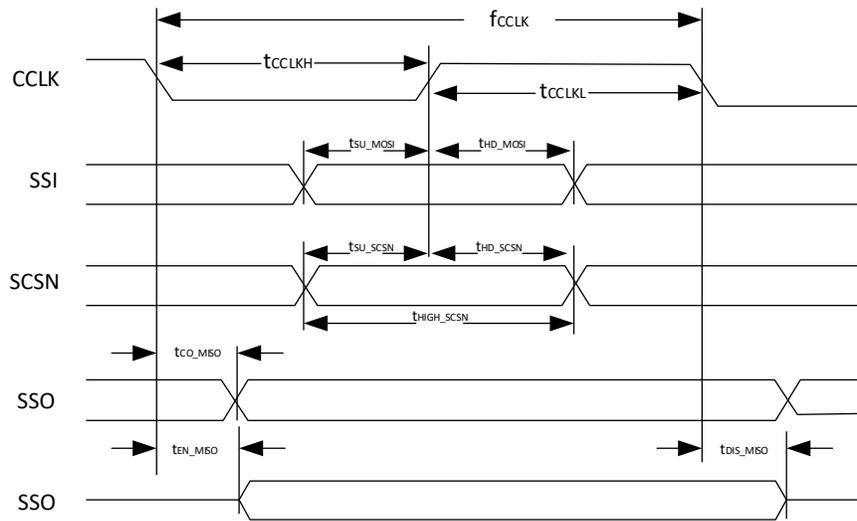 fCCLK
CCLK
tCCLKH
tCCLKL
tSU_MOSI
tHD_MOSI
SSI
tSU_SCSN
tHD_SCSN
SCSN
tHIGH_SCSN
tCO_MISO
SSO
tEN_MISO
tDIS_MISO
SSO